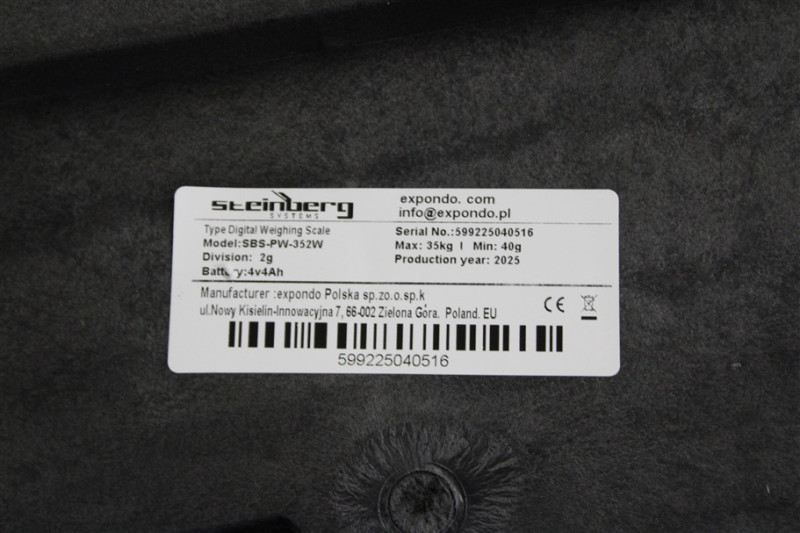 steinberg
SYSTEMS
expondo. com
info@expondo.pl
Type Digital Weighing Scale
Model:SBS-PW-352W
Division: 2g
Battery:4v4Ah
Serial No.:599225040516
Max: 35kg I Min: 40g
Production year: 2025
Manufacturer :expondo Polska sp.zo.o.sp.k
ul.Nowy Kisielin-Innowacyjna 7, 66-002 Zielona Góra. Poland. EU
CE
599225040516